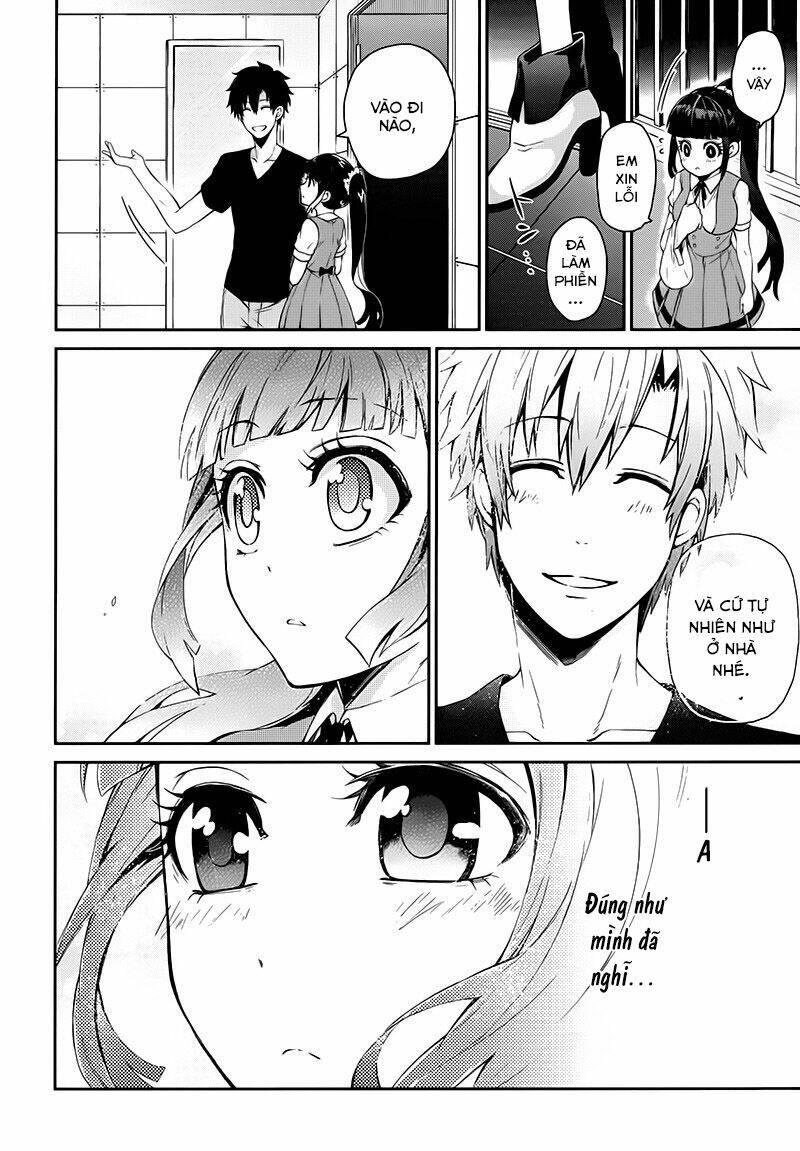 ...
VẬY
EM
XIN LỖI
ĐÃ
LÀM
PHIỀN
...
VÀO ĐI
NÀO,
VÀ CỨ TỰ
NHIÊN NHƯ
Ở NHÀ
NHÉ.
A
Đúng như
mình đã
nghĩ...